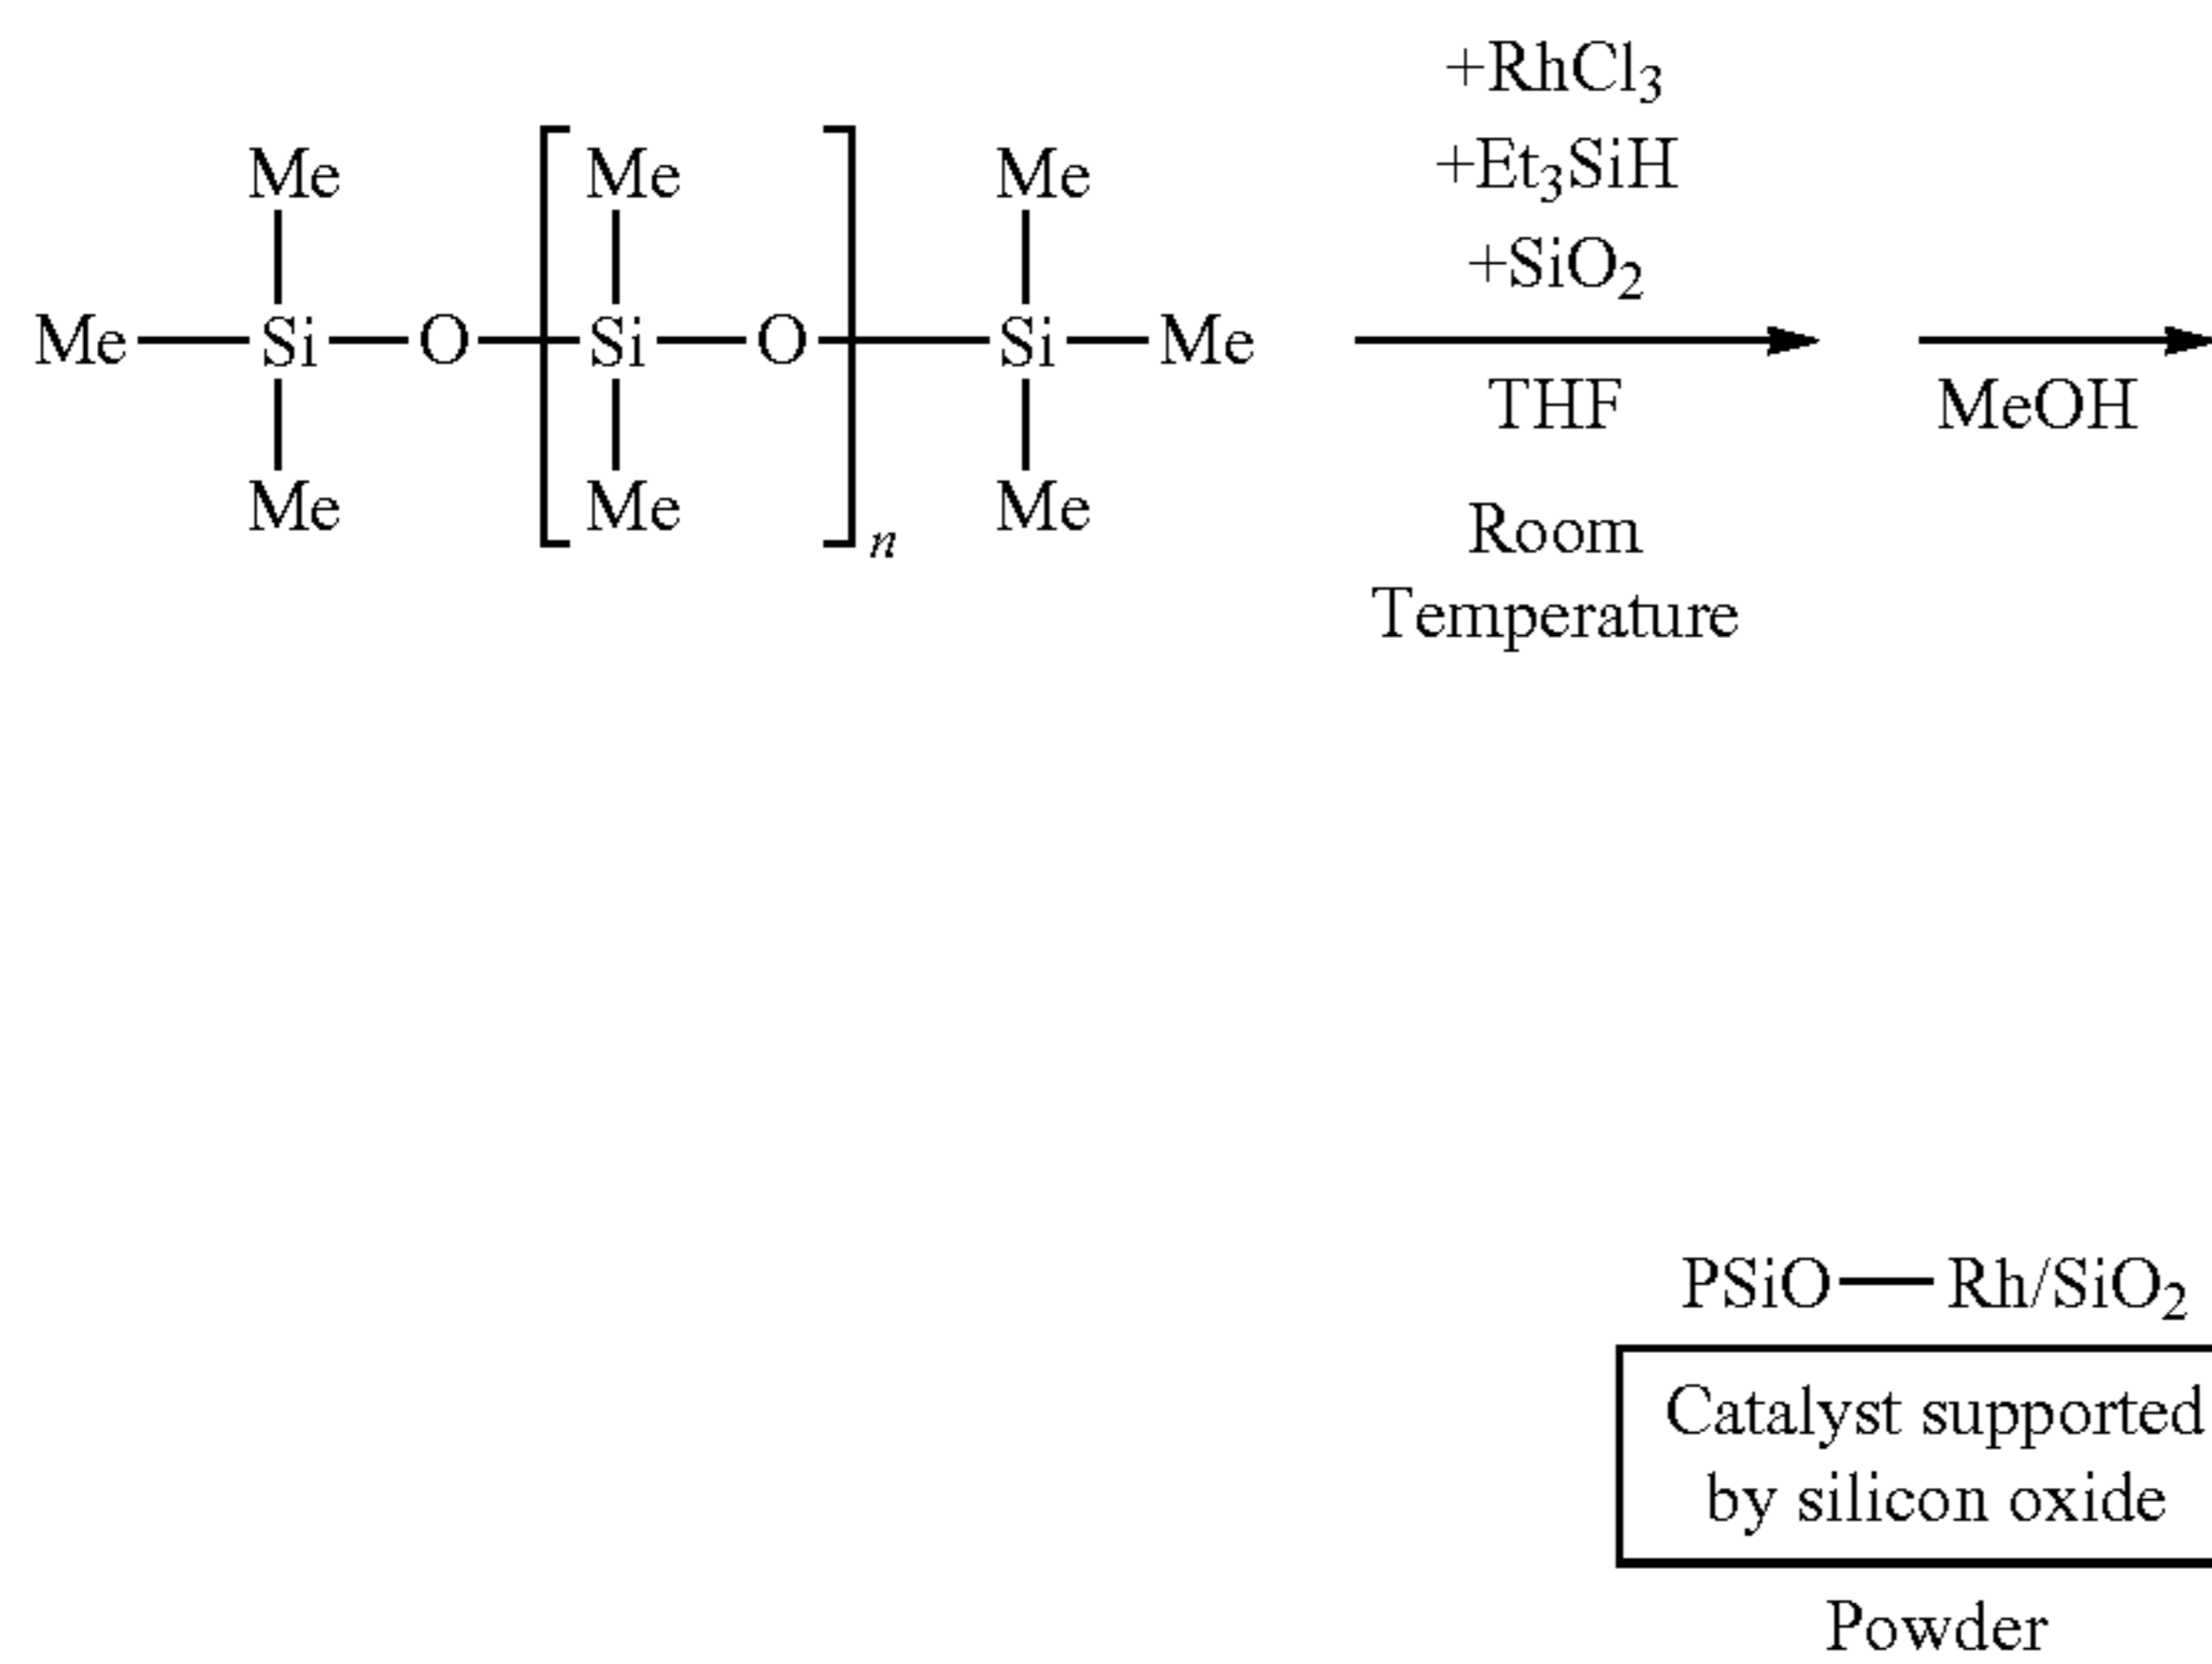 +RhCl₃
+Et₃SiH
+SiO₂
Me Me Me
Me Si O Si O Si Me
Me Me Me
n
THF
Room
Temperature
MeOH
PSiO—Rh/SiO₂
Catalyst supported
by silicon oxide
Powder